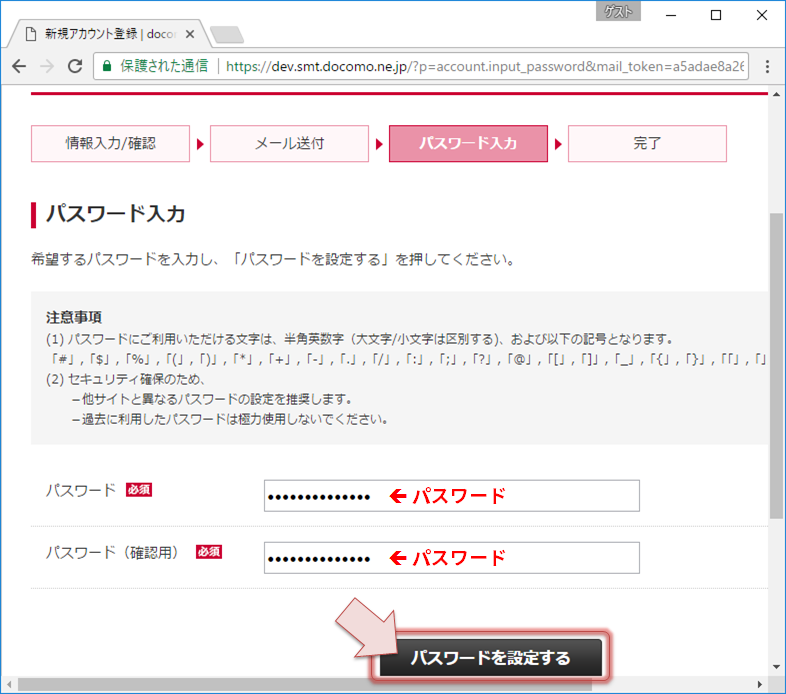 ゲスト
新規アカウント登録 | doco
保護された通信 | https://dev.smt.docomo.ne.jp/?p=account.input_password&mail_token=a5adae8a26
情報入力/確認
メール送付
パスワード入力
完了
パスワード入力
希望するパスワードを入力し、「パスワードを設定する」を押してください。
注意事項
(1) パスワードにご利用いただける文字は、半角英数字（大文字/小文字は区別する)、および以下の記号となります。
「#」,「$」,「%」,「(」,「)」,「*」,「+」,「-」,「.」,「/」,「:」,「;」,「?」,「@」,「[」,「]」,「_」,「{」,「}」,「「」,「」
(2) セキュリティ確保のため、
－他サイトと異なるパスワードの設定を推奨します。
－過去に利用したパスワードは極力使用しないでください。
パスワード 必須 •••••••••••••• ← パスワード
パスワード（確認用） 必須 •••••••••••••• ← パスワード
パスワードを設定する